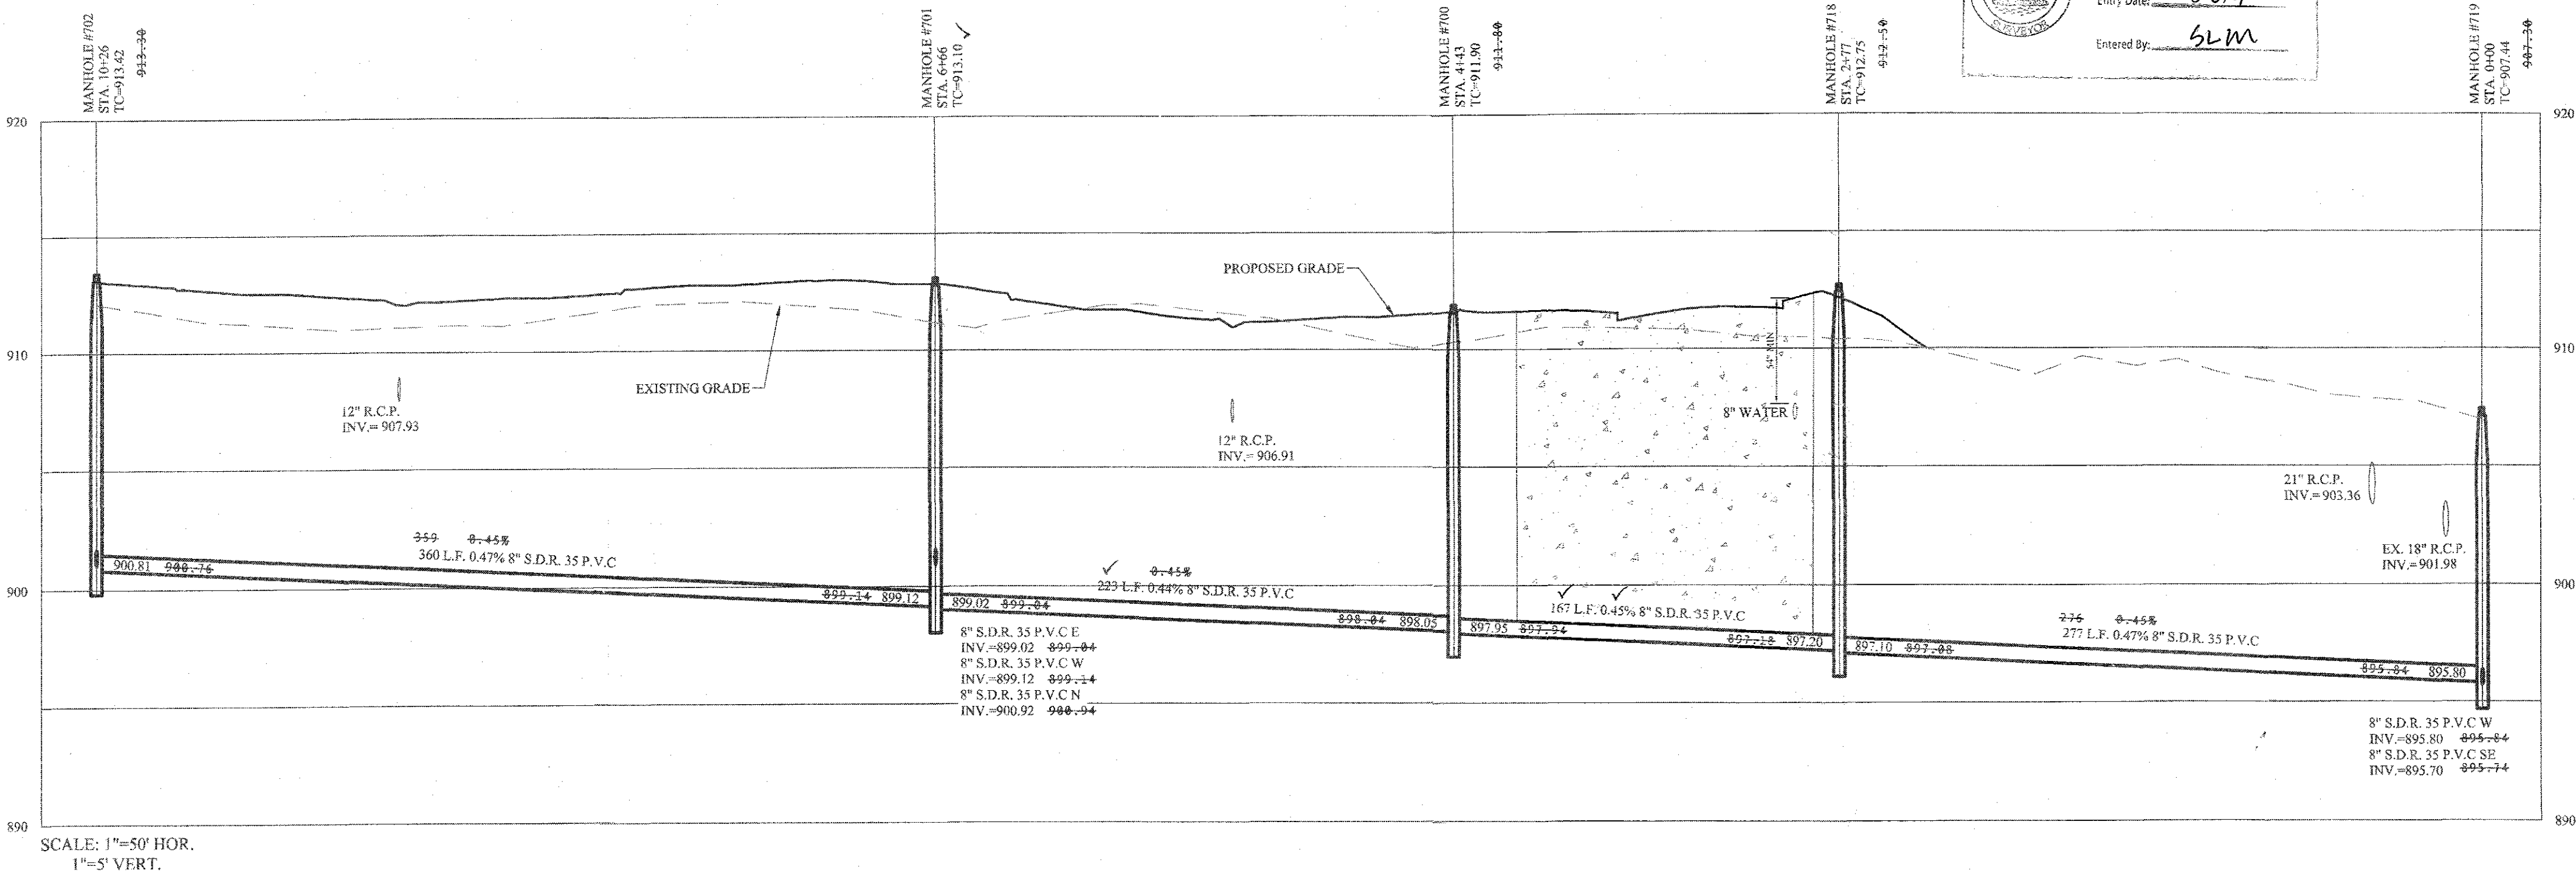 MANHOLE #702
STA. 10+26
TC=913.42
913.30
MANHOLE #701
STA. 6+66
TC=913.10 ✓
MANHOLE #700
STA. 4+43
TC=911.90
911.80
MANHOLE #718
STA. 2+77
TC=912.75
912.50
SURVEYOR
Entry Date:
Entered By: SLM
MANHOLE #719
STA. 0+00
TC=907.44
907.30
920
920
PROPOSED GRADE
910
910
54" MIN
EXISTING GRADE
12" R.C.P.
INV.= 907.93
8" WATER
12" R.C.P.
INV.= 906.91
21" R.C.P.
INV.= 903.36
359 0.45%
360 L.F. 0.47% 8" S.D.R. 35 P.V.C
EX. 18" R.C.P.
INV.= 901.98
900.81 900.76
✓ 0.45%
223 L.F. 0.44% 8" S.D.R. 35 P.V.C
900
900
899.14 899.12
899.02 899.04
✓ ✓
167 L.F. 0.45% 8" S.D.R. 35 P.V.C
898.04 898.05
897.95 897.94
276 0.45%
277 L.F. 0.47% 8" S.D.R. 35 P.V.C
897.18 897.20
897.10 897.08
895.84 895.80
8" S.D.R. 35 P.V.C E
INV.=899.02 899.04
8" S.D.R. 35 P.V.C W
INV.=899.12 899.14
8" S.D.R. 35 P.V.C N
INV.=900.92 900.94
8" S.D.R. 35 P.V.C W
INV.=895.80 895.84
8" S.D.R. 35 P.V.C SE
INV.=895.70 895.74
890
890
SCALE: 1"=50' HOR.
1"=5' VERT.